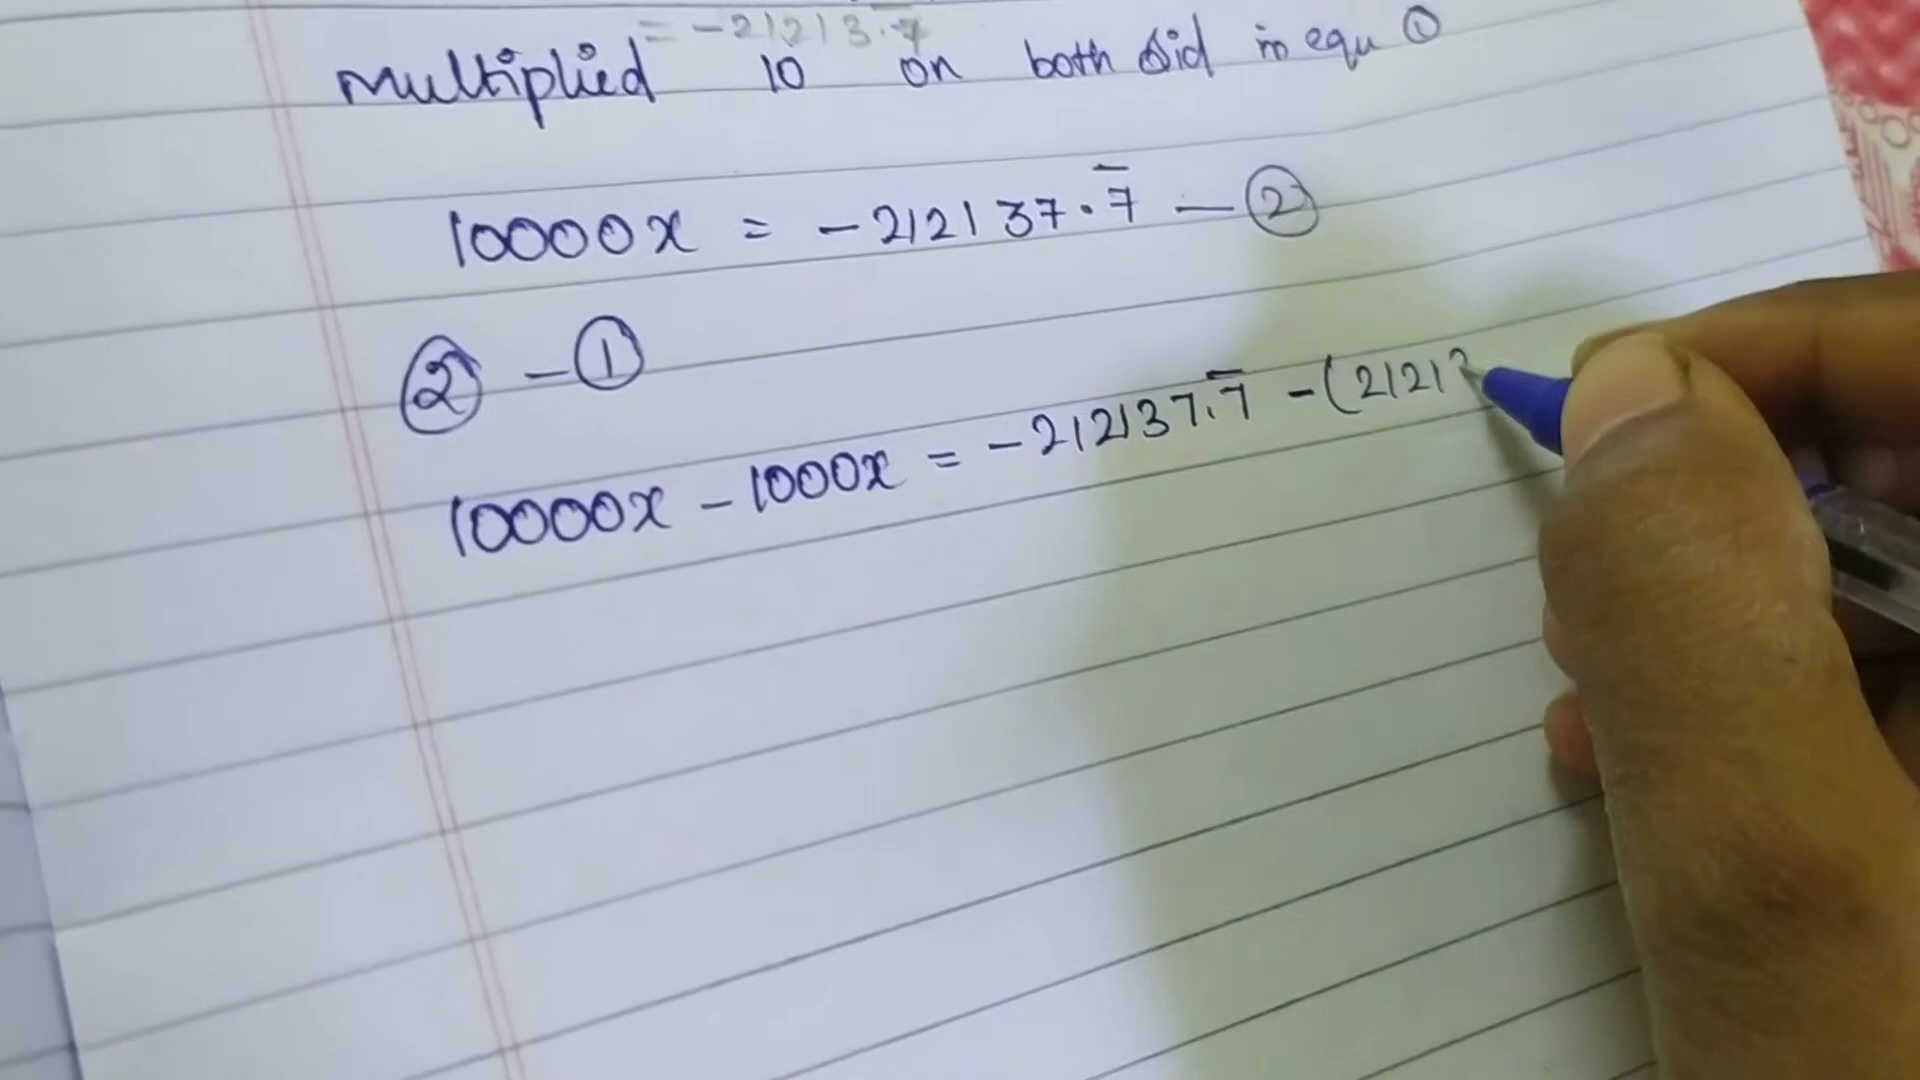 = -21213.7
Multiplied 10 on both Sid in equ ①
10000x = -212137.7̅ — ②
② - ①
10000x - 1000x = -212137.7̅ - (2121